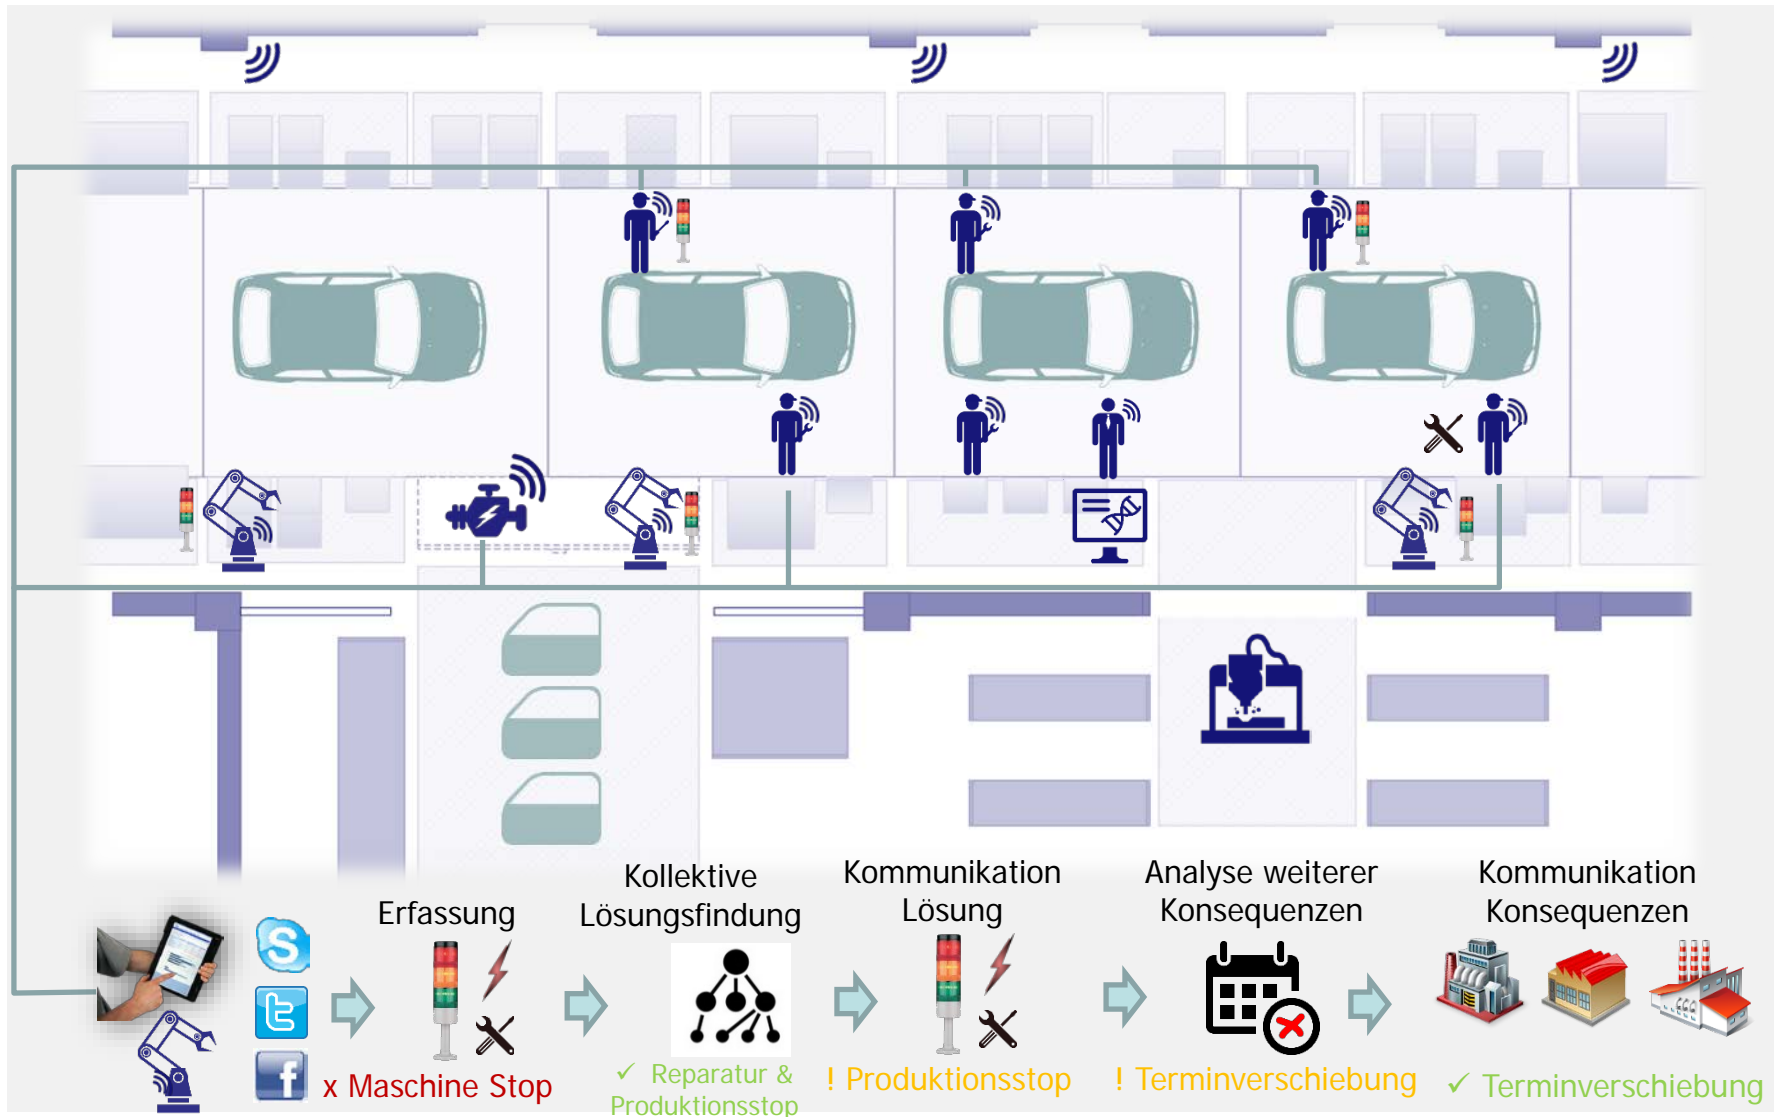 Erfassung
x Maschine Stop
Kollektive
Lösungsfindung
✓ Reparatur &
Produktionsstop
Kommunikation
Lösung
! Produktionsstop
Analyse weiterer
Konsequenzen
! Terminverschiebung
Kommunikation
Konsequenzen
✓ Terminverschiebung